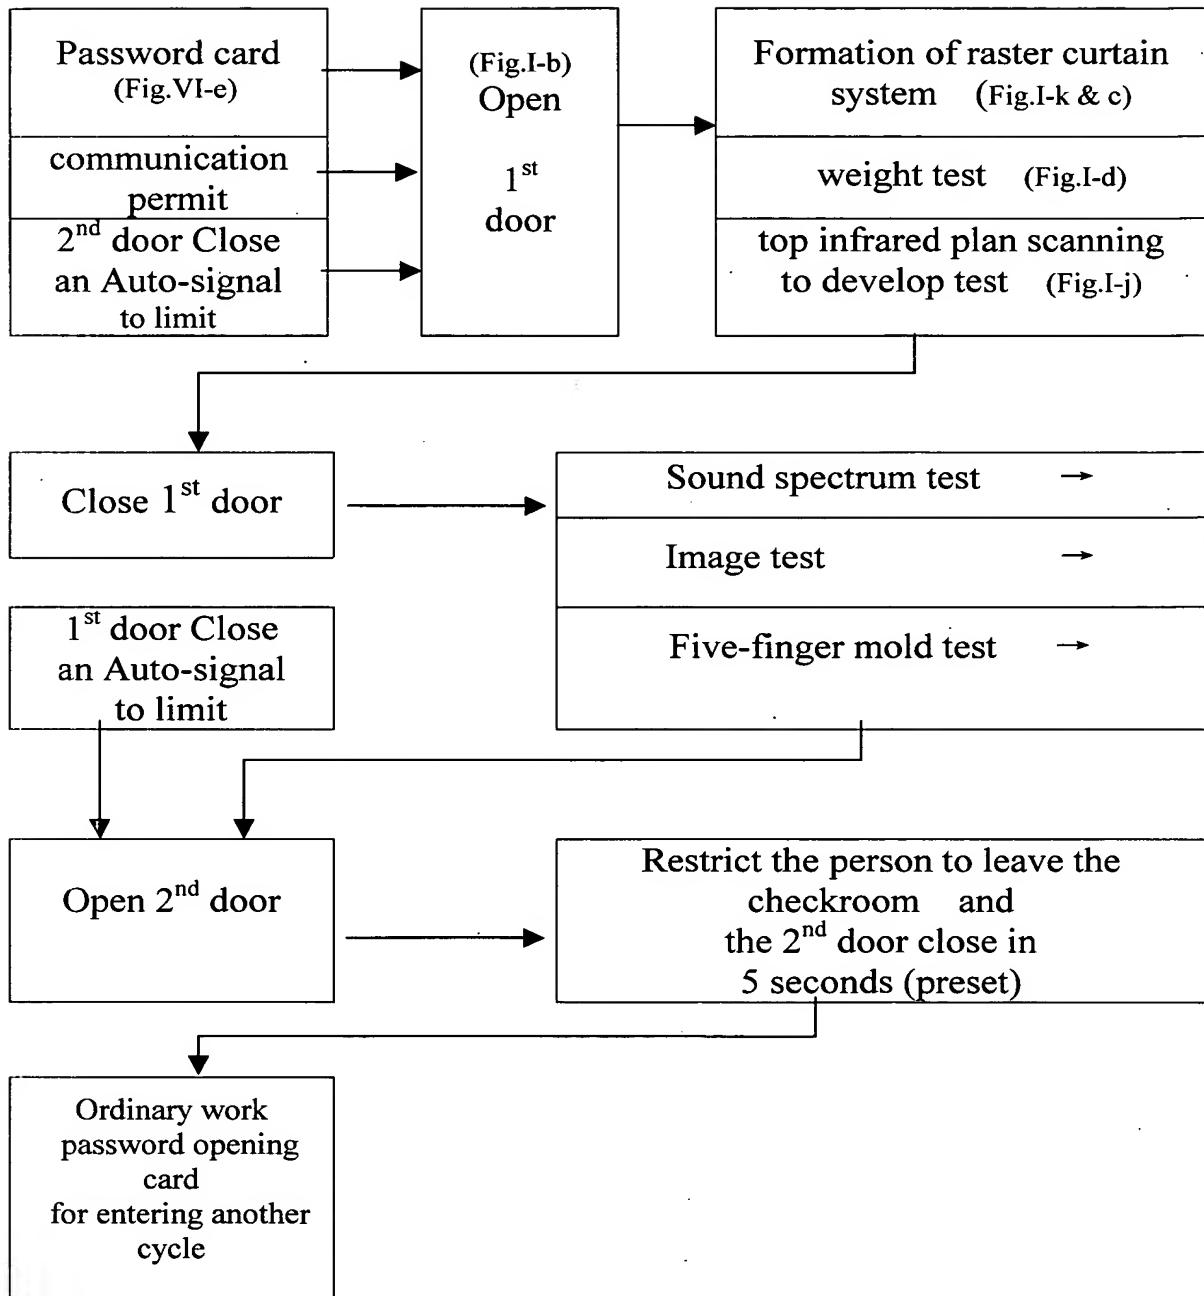 Password card
(Fig.VI-e)
communication
permit
2nd door Close
an Auto-signal
to limit
(Fig.I-b)
Open
1st
door
Formation of raster curtain
system (Fig.I-k & c)
weight test (Fig.I-d)
top infrared plan scanning
to develop test (Fig.I-j)
Close 1st door
Sound spectrum test →
Image test →
Five-finger mold test →
1st door Close
an Auto-signal
to limit
Open 2nd door
Restrict the person to leave the
checkroom and
the 2nd door close in
5 seconds (preset)
Ordinary work
password opening
card
for entering another
cycle